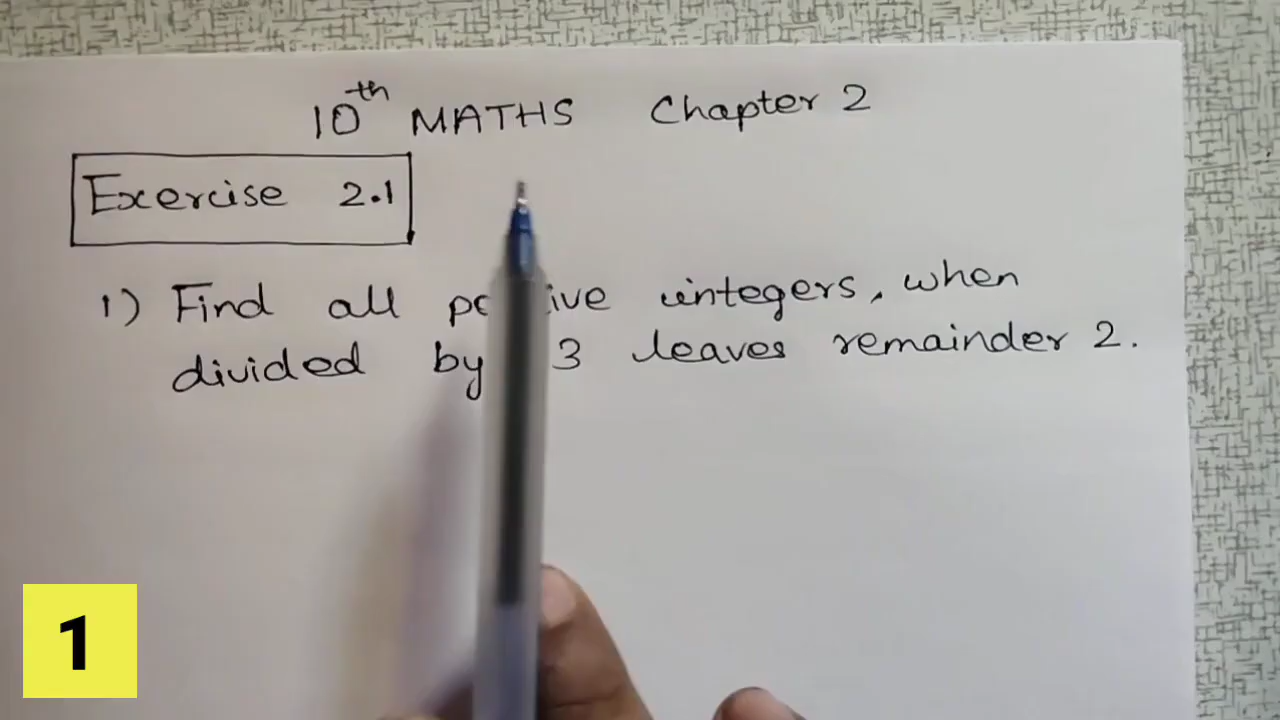 10th MATHS Chapter 2
Exercise 2.1
1) Find all integers, when
divided by 3 leaves remainder 2.
1